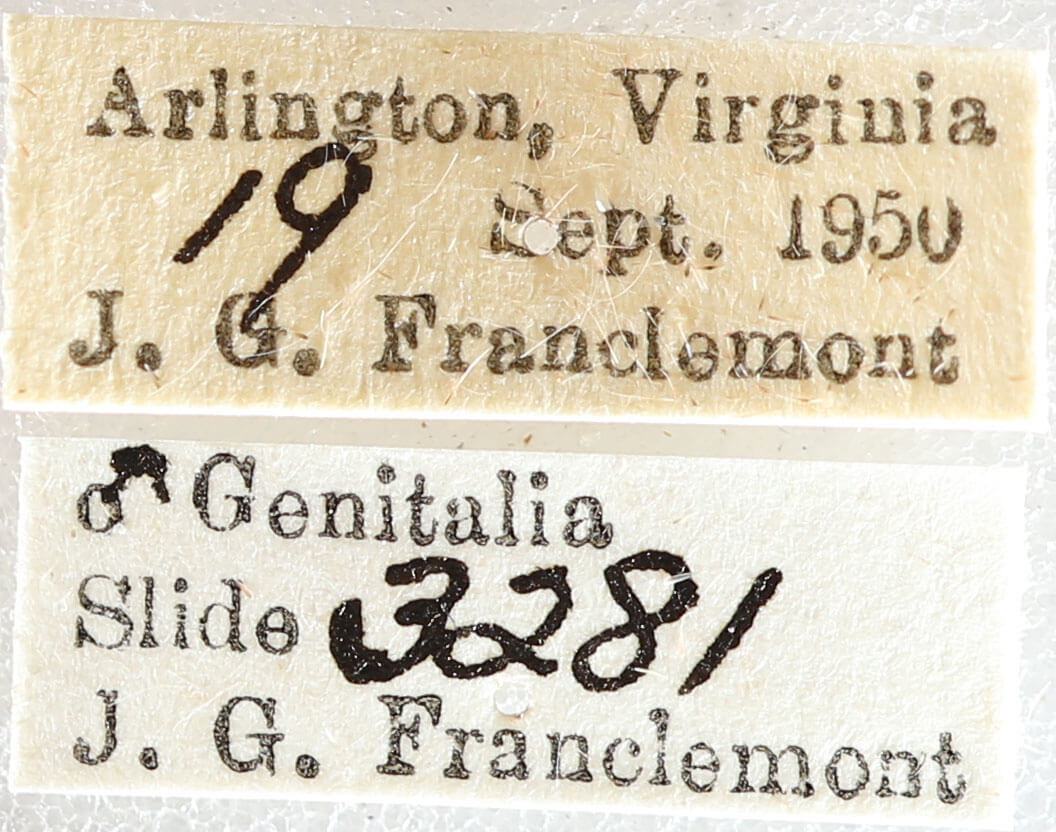 Arlington, Virginia
19 Sept. 1950
J. G. Franclemont
♂ Genitalia
Slide 3281
J. G. Franclemont